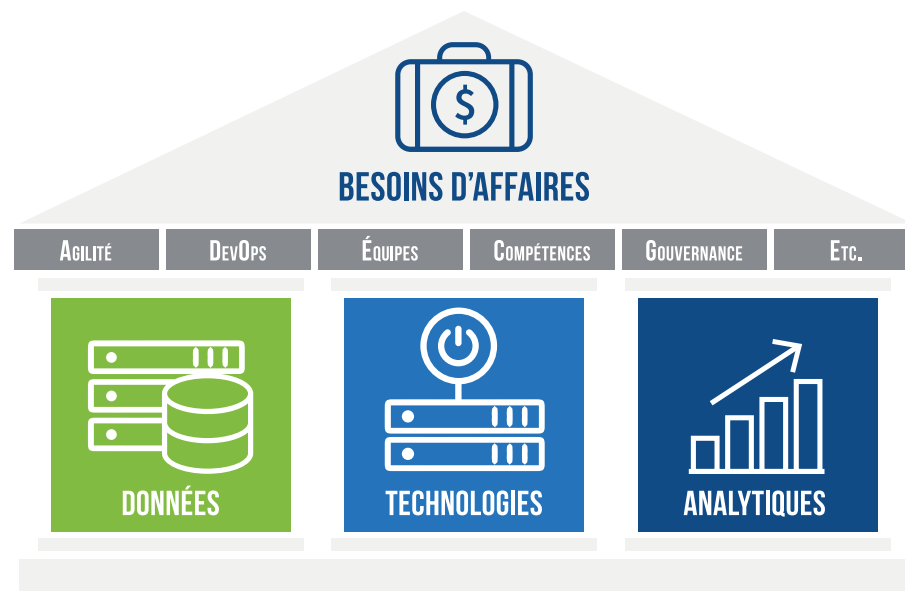 $
BESOINS D'AFFAIRES
AGILITÉ DEVOPS ÉQUIPES COMPÉTENCES GOUVERNANCE ETC.
DONNÉES TECHNOLOGIES ANALYTIQUES